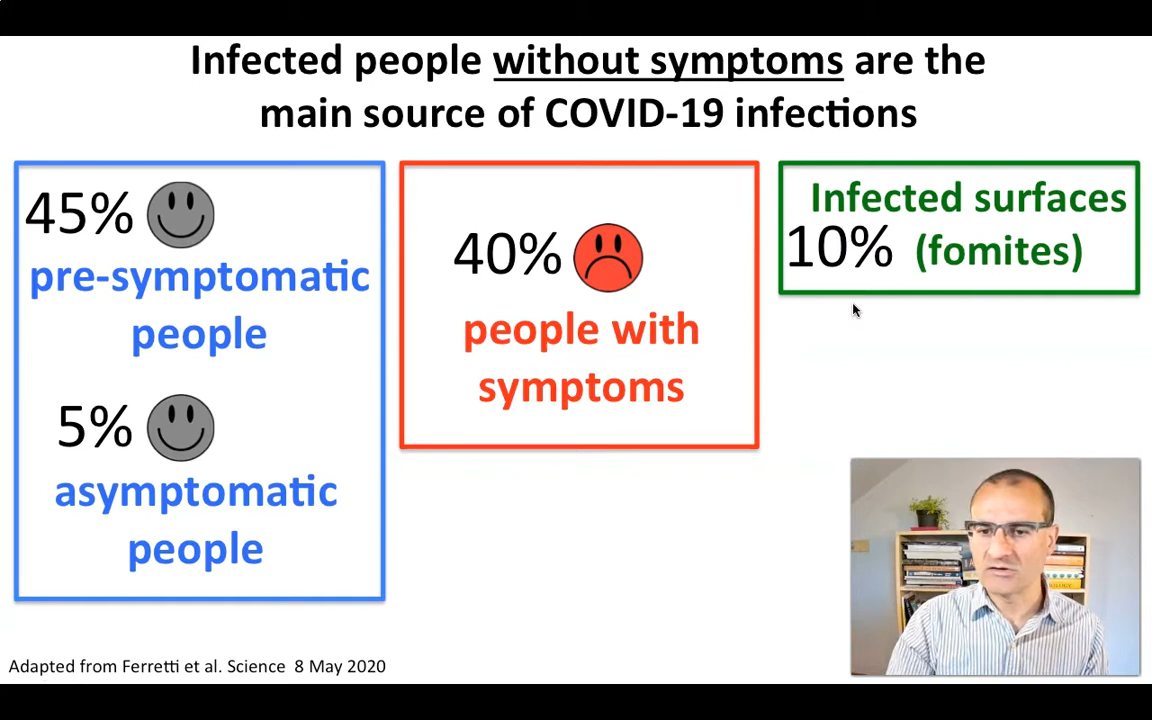 Infected people without symptoms are the
main source of COVID-19 infections
45%
pre-symptomatic
people
5%
asymptomatic
people
40%
people with
symptoms
Infected surfaces
10% (fomites)
Adapted from Ferretti et al. Science 8 May 2020